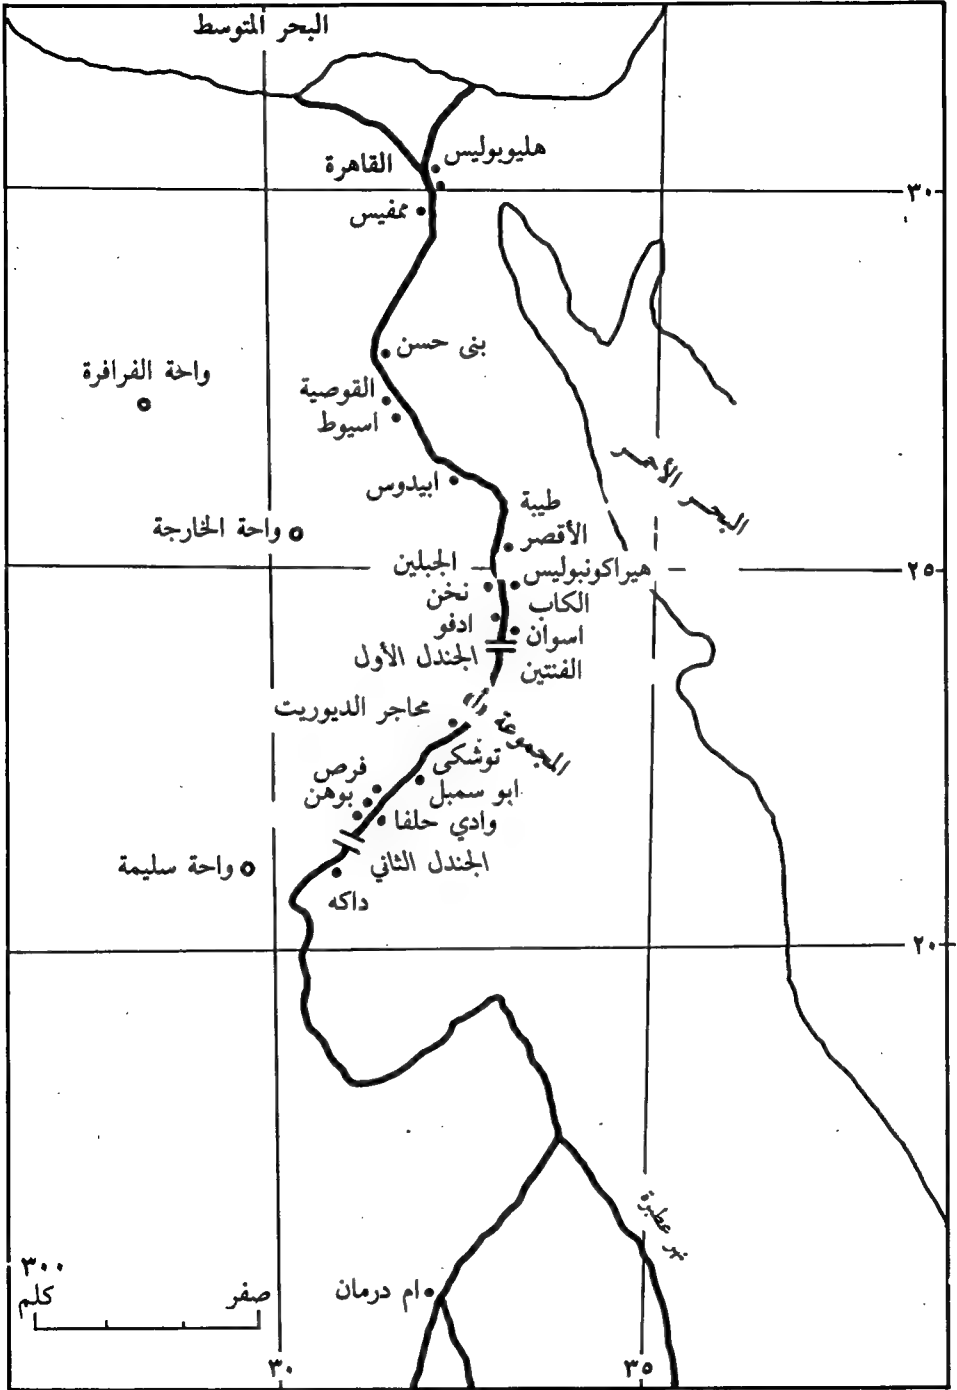 البحر المتوسط
هليوبوليس
القاهرة
٣٠
ممفيس
بنى حسن
واحة الفرافرة
القوصية
اسيوط
البحر الأحمر
ابيدوس
طيبة
واحة الخارجة
الأقصر
الجبلين
هيراكونبوليس
٢٥
نخن
الكاب
ادفو
اسوان
الجندل الأول
الفنتين
محاجر الديوريت
المجموعة «أ»
توشكى
فرص
ابو سمبل
بوهن
وادي حلفا
الجندل الثاني
واحة سليمة
داكه
٢٠
نهر عطبرة
ام درمان
٣٠٠
صفر
كلم
٣٠
٣٥